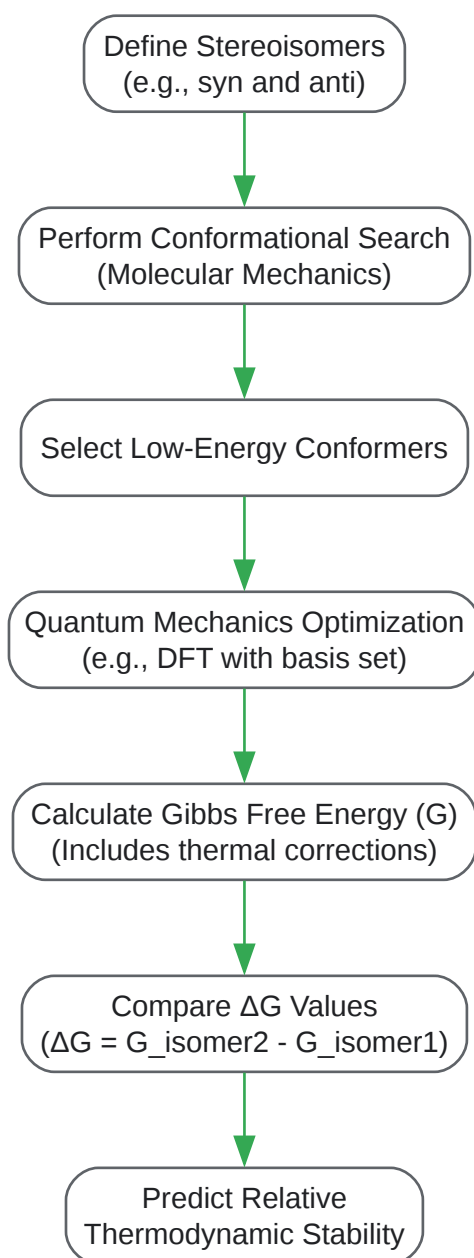 Define Stereoisomers
(e.g., syn and anti)
Perform Conformational Search
(Molecular Mechanics)
Select Low-Energy Conformers
Quantum Mechanics Optimization
(e.g., DFT with basis set)
Calculate Gibbs Free Energy (G)
(Includes thermal corrections)
Compare ΔG Values
(ΔG = G_isomer2 - G_isomer1)
Predict Relative
Thermodynamic Stability